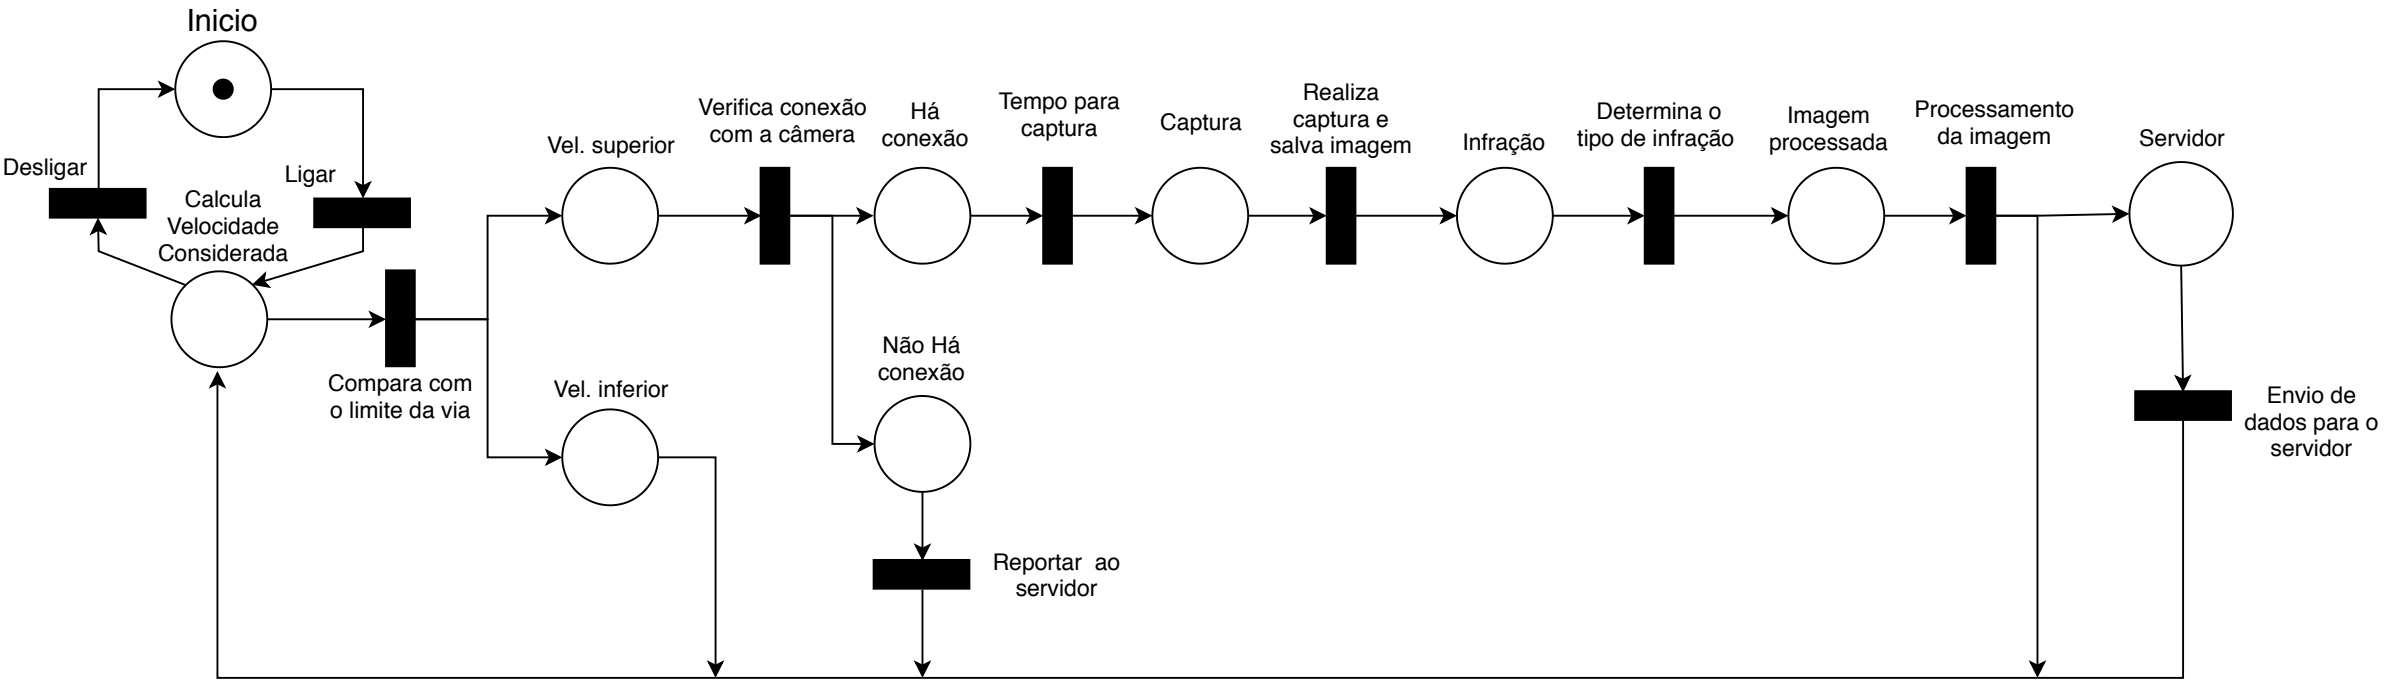 Inicio
Desligar
Ligar
Calcula
Velocidade
Considerada
Compara com
o limite da via
Vel. superior
Vel. inferior
Verifica conexão
com a câmera
Há
conexão
Não Há
conexão
Reportar  ao
servidor
Tempo para
captura
Captura
Realiza
captura e
salva imagem
Infração
Determina o
tipo de infração
Imagem
processada
Processamento
da imagem
Servidor
Envio de
dados para o
servidor